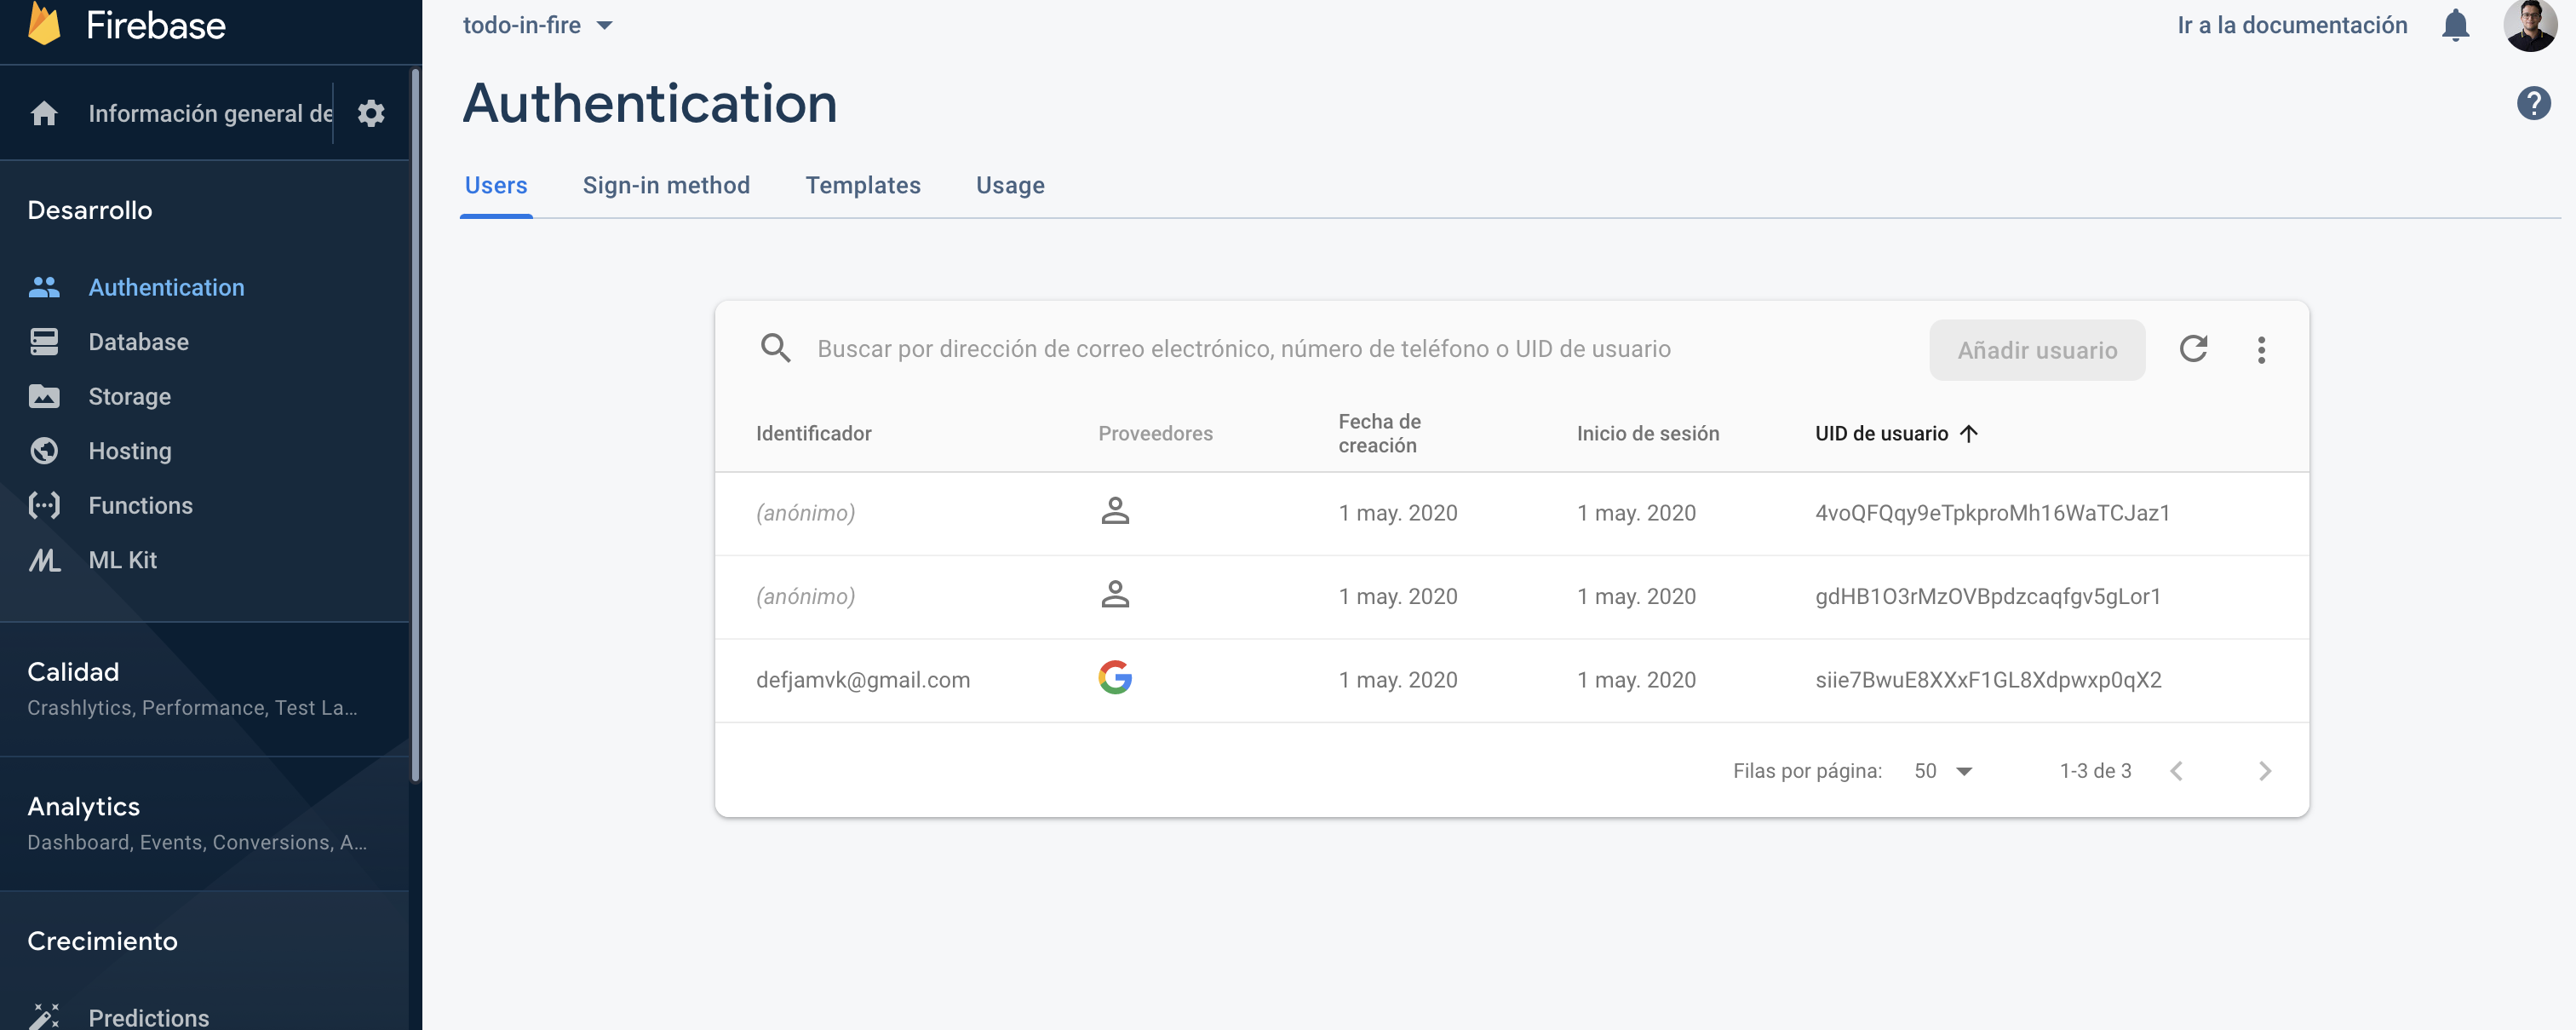 Firebase
Información general de
Desarrollo
Authentication
Database
Storage
Hosting
Functions
ML Kit
Calidad
Crashlytics, Performance, Test La...
Analytics
Dashboard, Events, Conversions, A...
Crecimiento
Predictions
todo-in-fire
Ir a la documentación
Authentication
?
Users Sign-in method Templates Usage
Buscar por dirección de correo electrónico, número de teléfono o UID de usuario Añadir usuario
Identificador Proveedores Fecha de creación Inicio de sesión UID de usuario
(anónimo) 1 may. 2020 1 may. 2020 4voQFQqy9eTpkproMh16WaTCJaz1
(anónimo) 1 may. 2020 1 may. 2020 gdHB1O3rMzOVBpdzcaqfgv5gLor1
defjamvk@gmail.com 1 may. 2020 1 may. 2020 siie7BwuE8XXxF1GL8Xdpwxp0qX2
Filas por página: 50 1-3 de 3